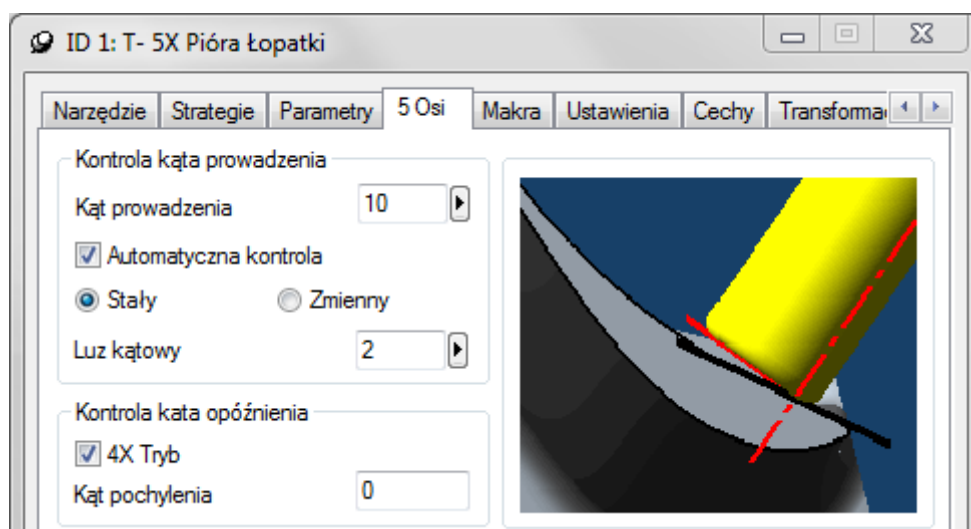 ID 1: T- 5X Pióra Łopatki
Narzędzie Strategie Parametry 5 Osi Makra Ustawienia Cechy
Kontrola kąta prowadzenia
Kąt prowadzenia 10
Automatyczna kontrola
Stały Zmienny
Luz kątowy 2
Kontrola kata opóźnienia
4X Tryb
Kąt pochylenia 0